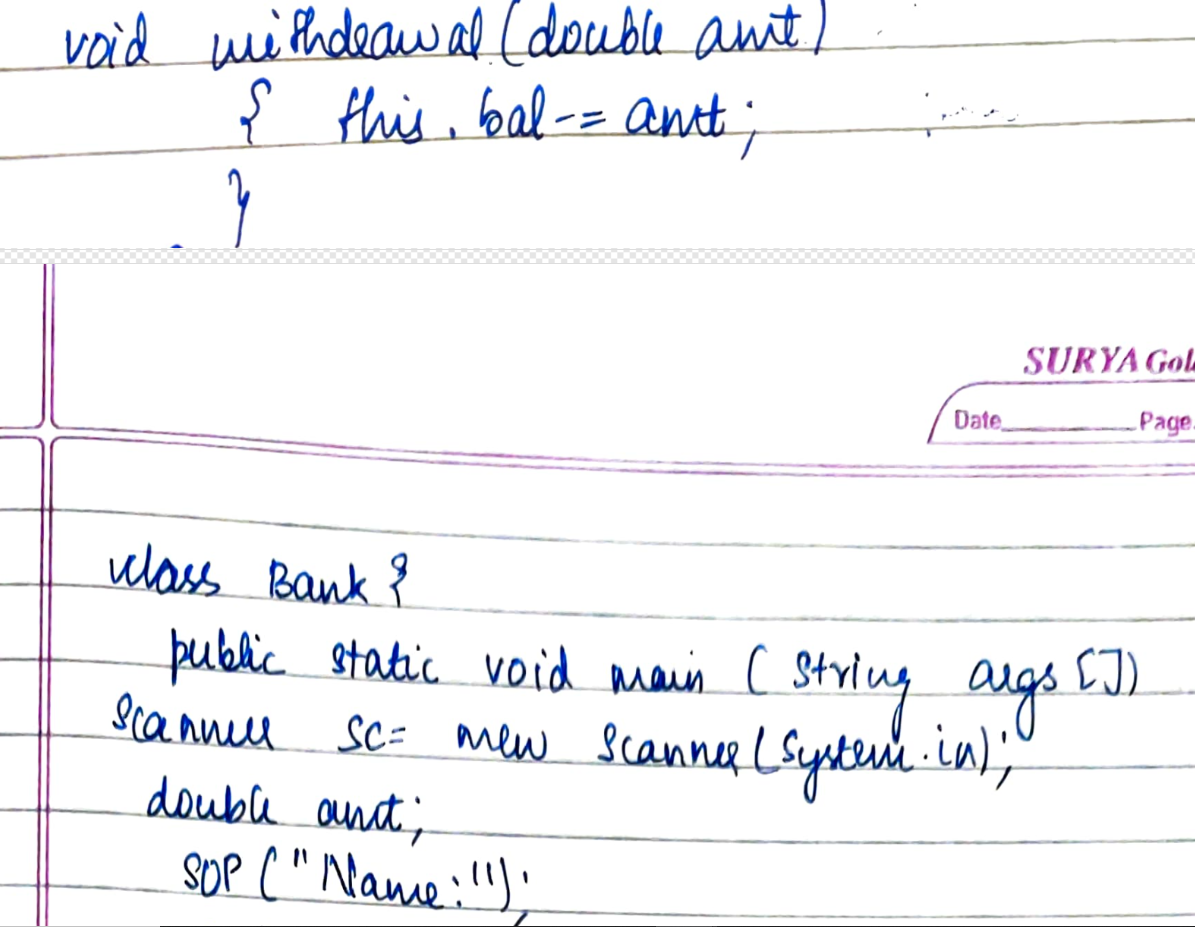 void withdrawal (double amt)
{ this.bal -= amt;
}
SURYA Gol
Date Page
class Bank {
public static void main (String args [])
Scanner sc= new Scanner (System.in);
double amt;
SOP ("Name:");